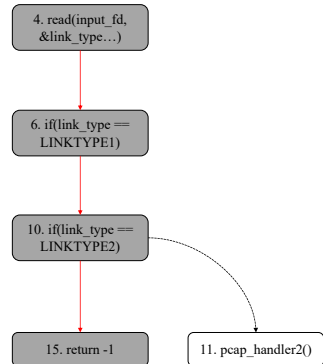 4. read(input_fd,
&link_type…)
6. if(link_type ==
LINKTYPE1)
10. if(link_type ==
LINKTYPE2)
15. return -1
11. pcap_handler2()